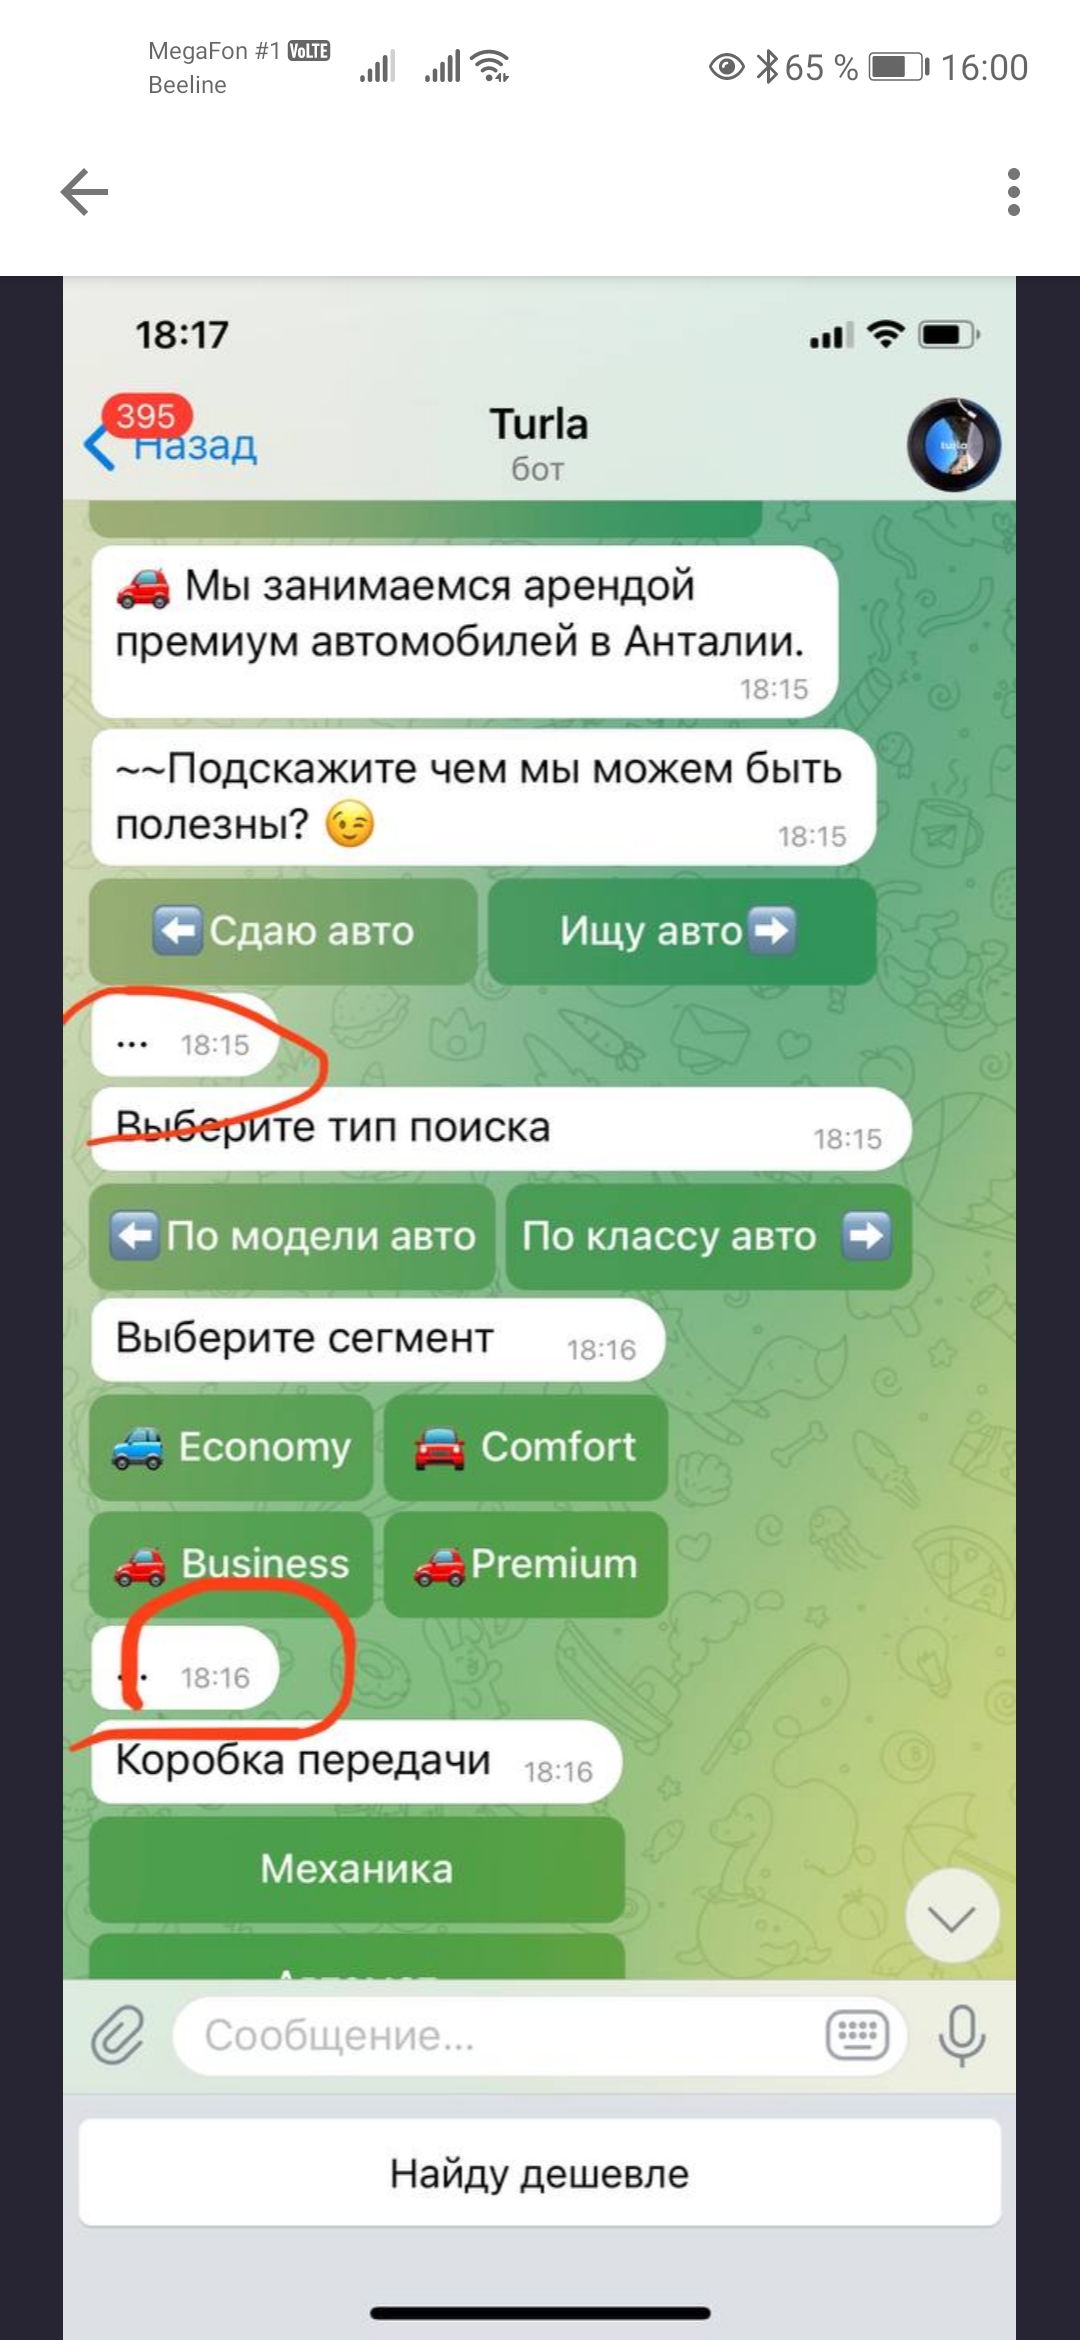 MegaFon #1 VoLTE
Beeline
65 % 16:00
18:17
395
Назад
Turla
бот
turla
🚗 Мы занимаемся арендой
премиум автомобилей в Анталии.
18:15
~~Подскажите чем мы можем быть
полезны? 😉 18:15
⬅️Сдаю авто Ищу авто➡️
... 18:15
Выберите тип поиска 18:15
⬅️По модели авто По классу авто ➡️
Выберите сегмент 18:16
🚙 Economy 🚘 Comfort
🚗 Business 🚗Premium
... 18:16
Коробка передачи 18:16
Механика
Сообщение...
Найду дешевле